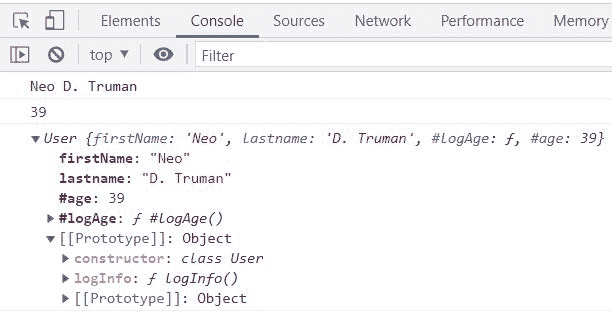 Elements Console Sources Network Performance Memory
top ▼ Filter
Neo D. Truman
39
▼User {firstName: 'Neo', lastname: 'D. Truman', #logAge: ƒ, #age: 39}
firstName: "Neo"
lastname: "D. Truman"
#age: 39
▶#logAge: ƒ #logAge()
▼[[Prototype]]: Object
▶constructor: class User
▶logInfo: ƒ logInfo()
▶[[Prototype]]: Object